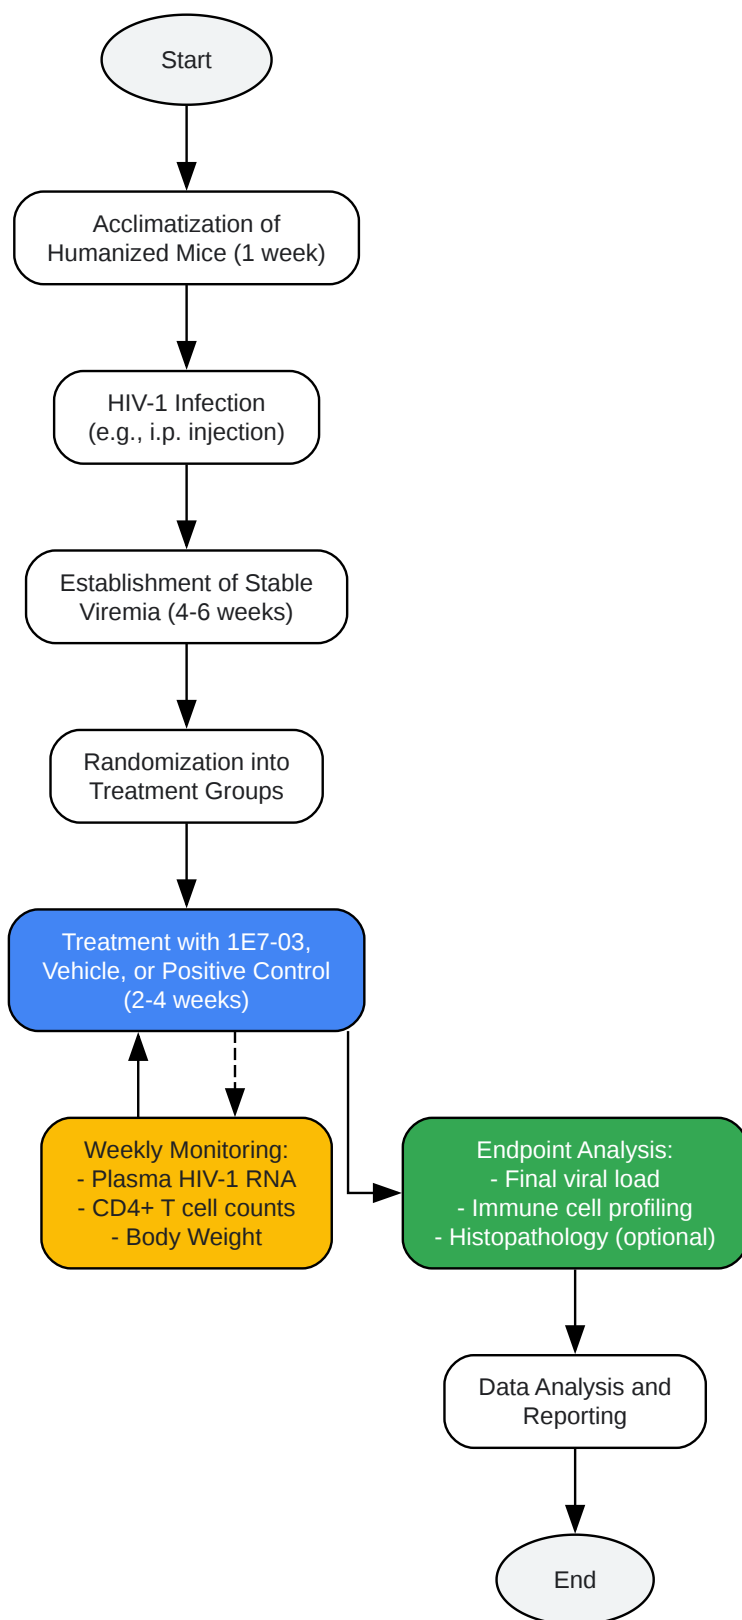 Start
Acclimatization of
Humanized Mice (1 week)
HIV-1 Infection
(e.g., i.p. injection)
Establishment of Stable
Viremia (4-6 weeks)
Randomization into
Treatment Groups
Treatment with 1E7-03,
Vehicle, or Positive Control
(2-4 weeks)
Weekly Monitoring:
- Plasma HIV-1 RNA
- CD4+ T cell counts
- Body Weight
Endpoint Analysis:
- Final viral load
- Immune cell profiling
- Histopathology (optional)
Data Analysis and
Reporting
End